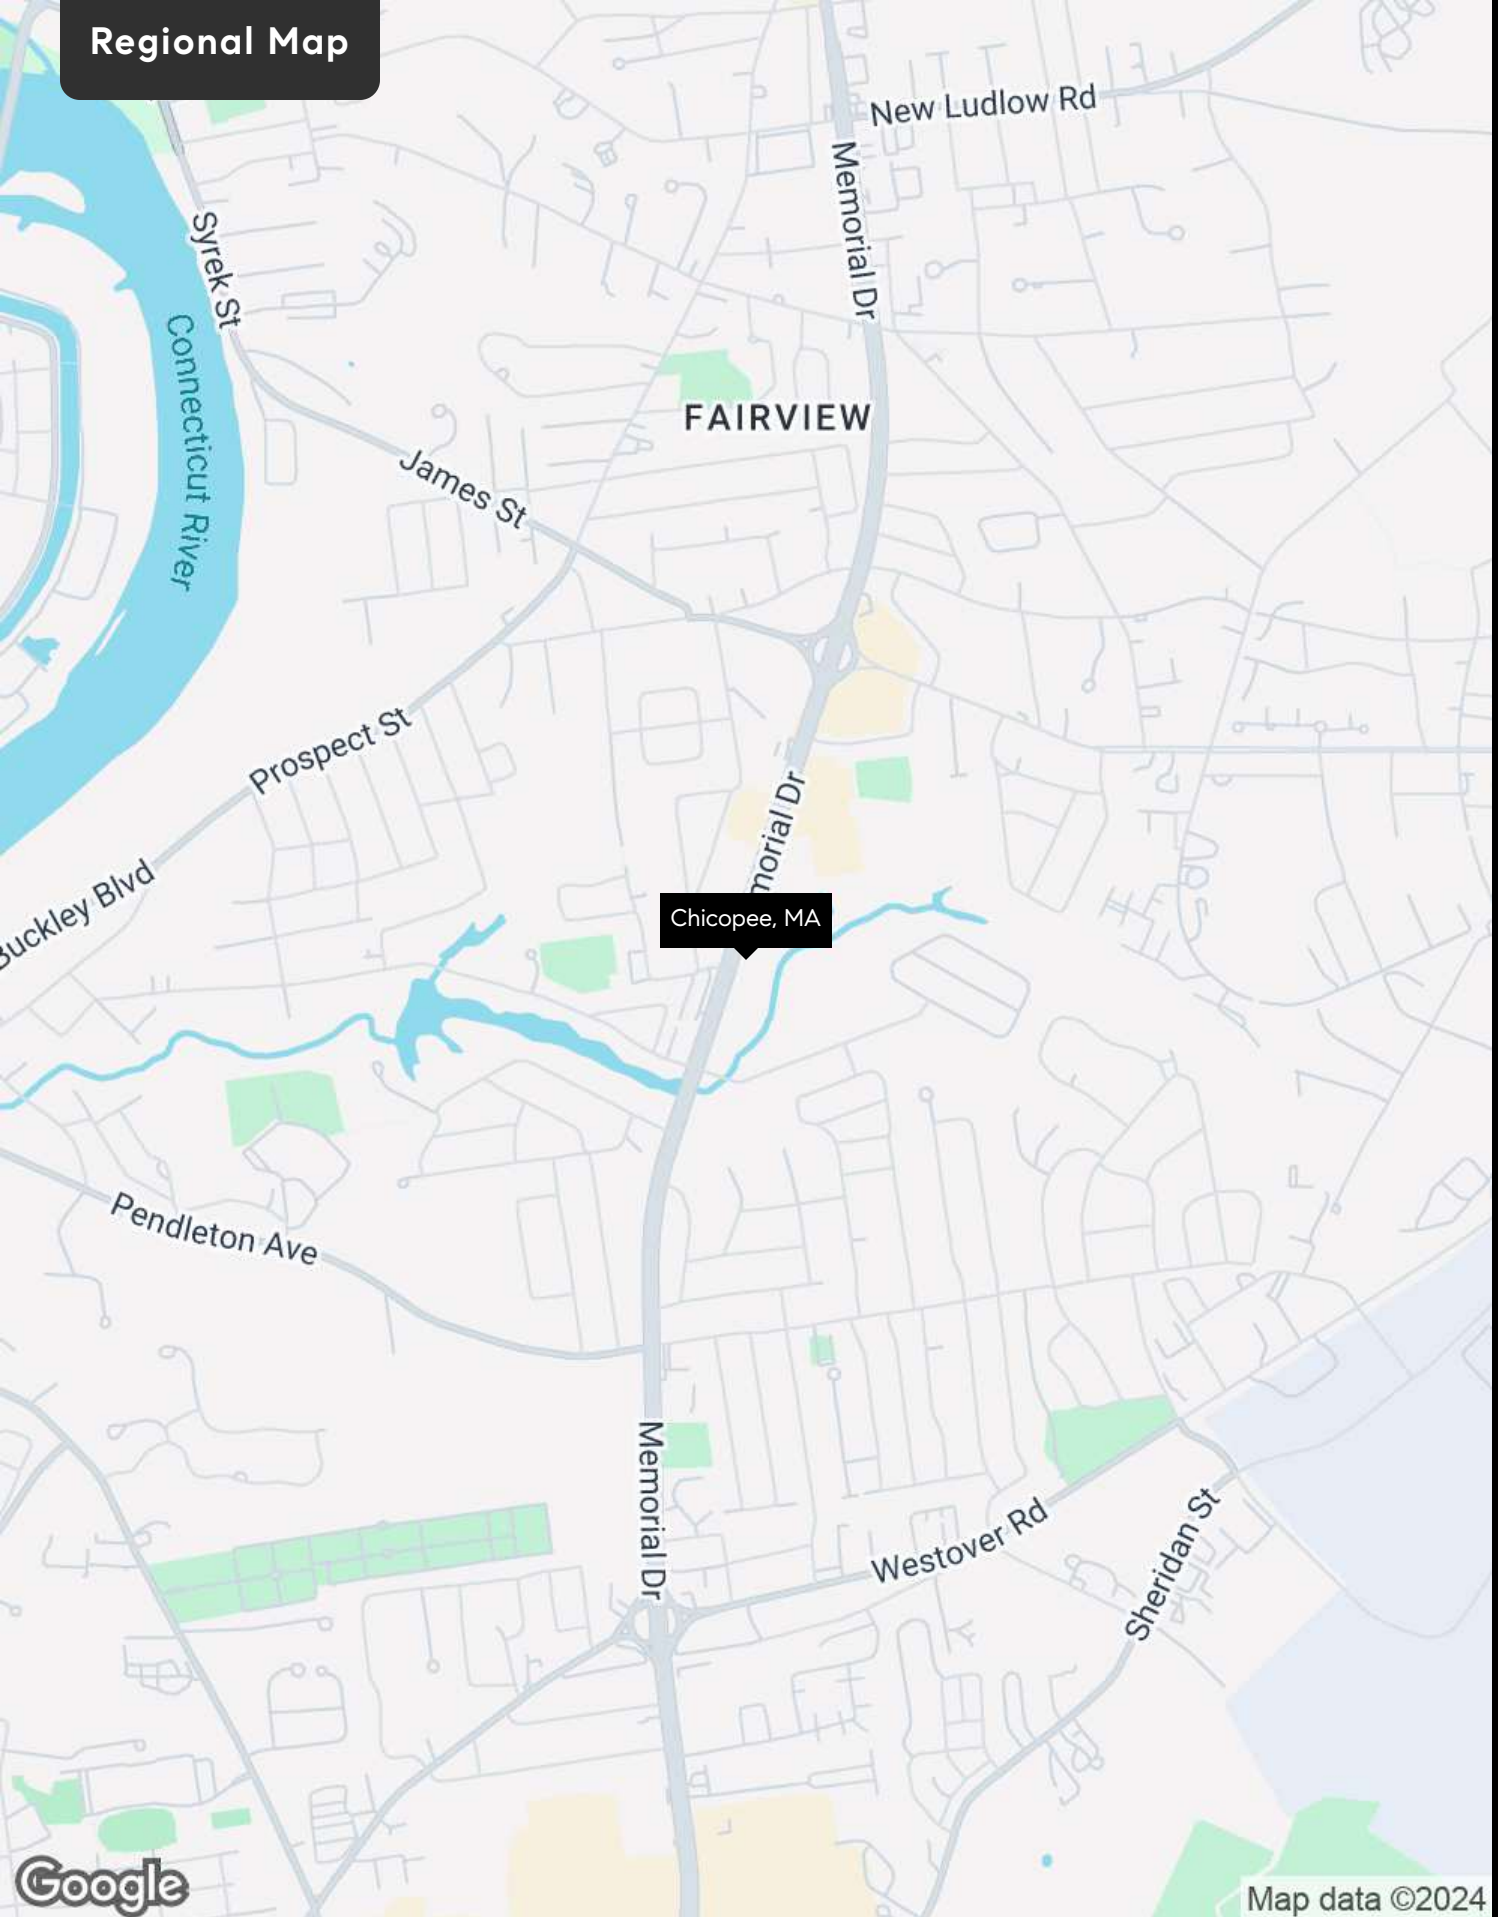 Regional Map
New Ludlow Rd
Memorial Dr
Syrek St
Connecticut River
FAIRVIEW
James St
Prospect St
morial Dr
Buckley Blvd
Chicopee, MA
Pendleton Ave
Memorial Dr
Westover Rd
Sheridan St
Google
Map data ©2024